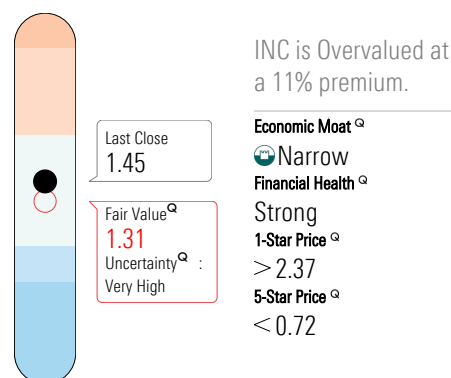 INC is Overvalued at
a 11% premium.
Last Close
1.45
Fair Value Q
1.31
Uncertainty Q :
Very High
Economic Moat Q
Narrow
Financial Health Q
Strong
1-Star Price Q
>2.37
5-Star Price Q
<0.72